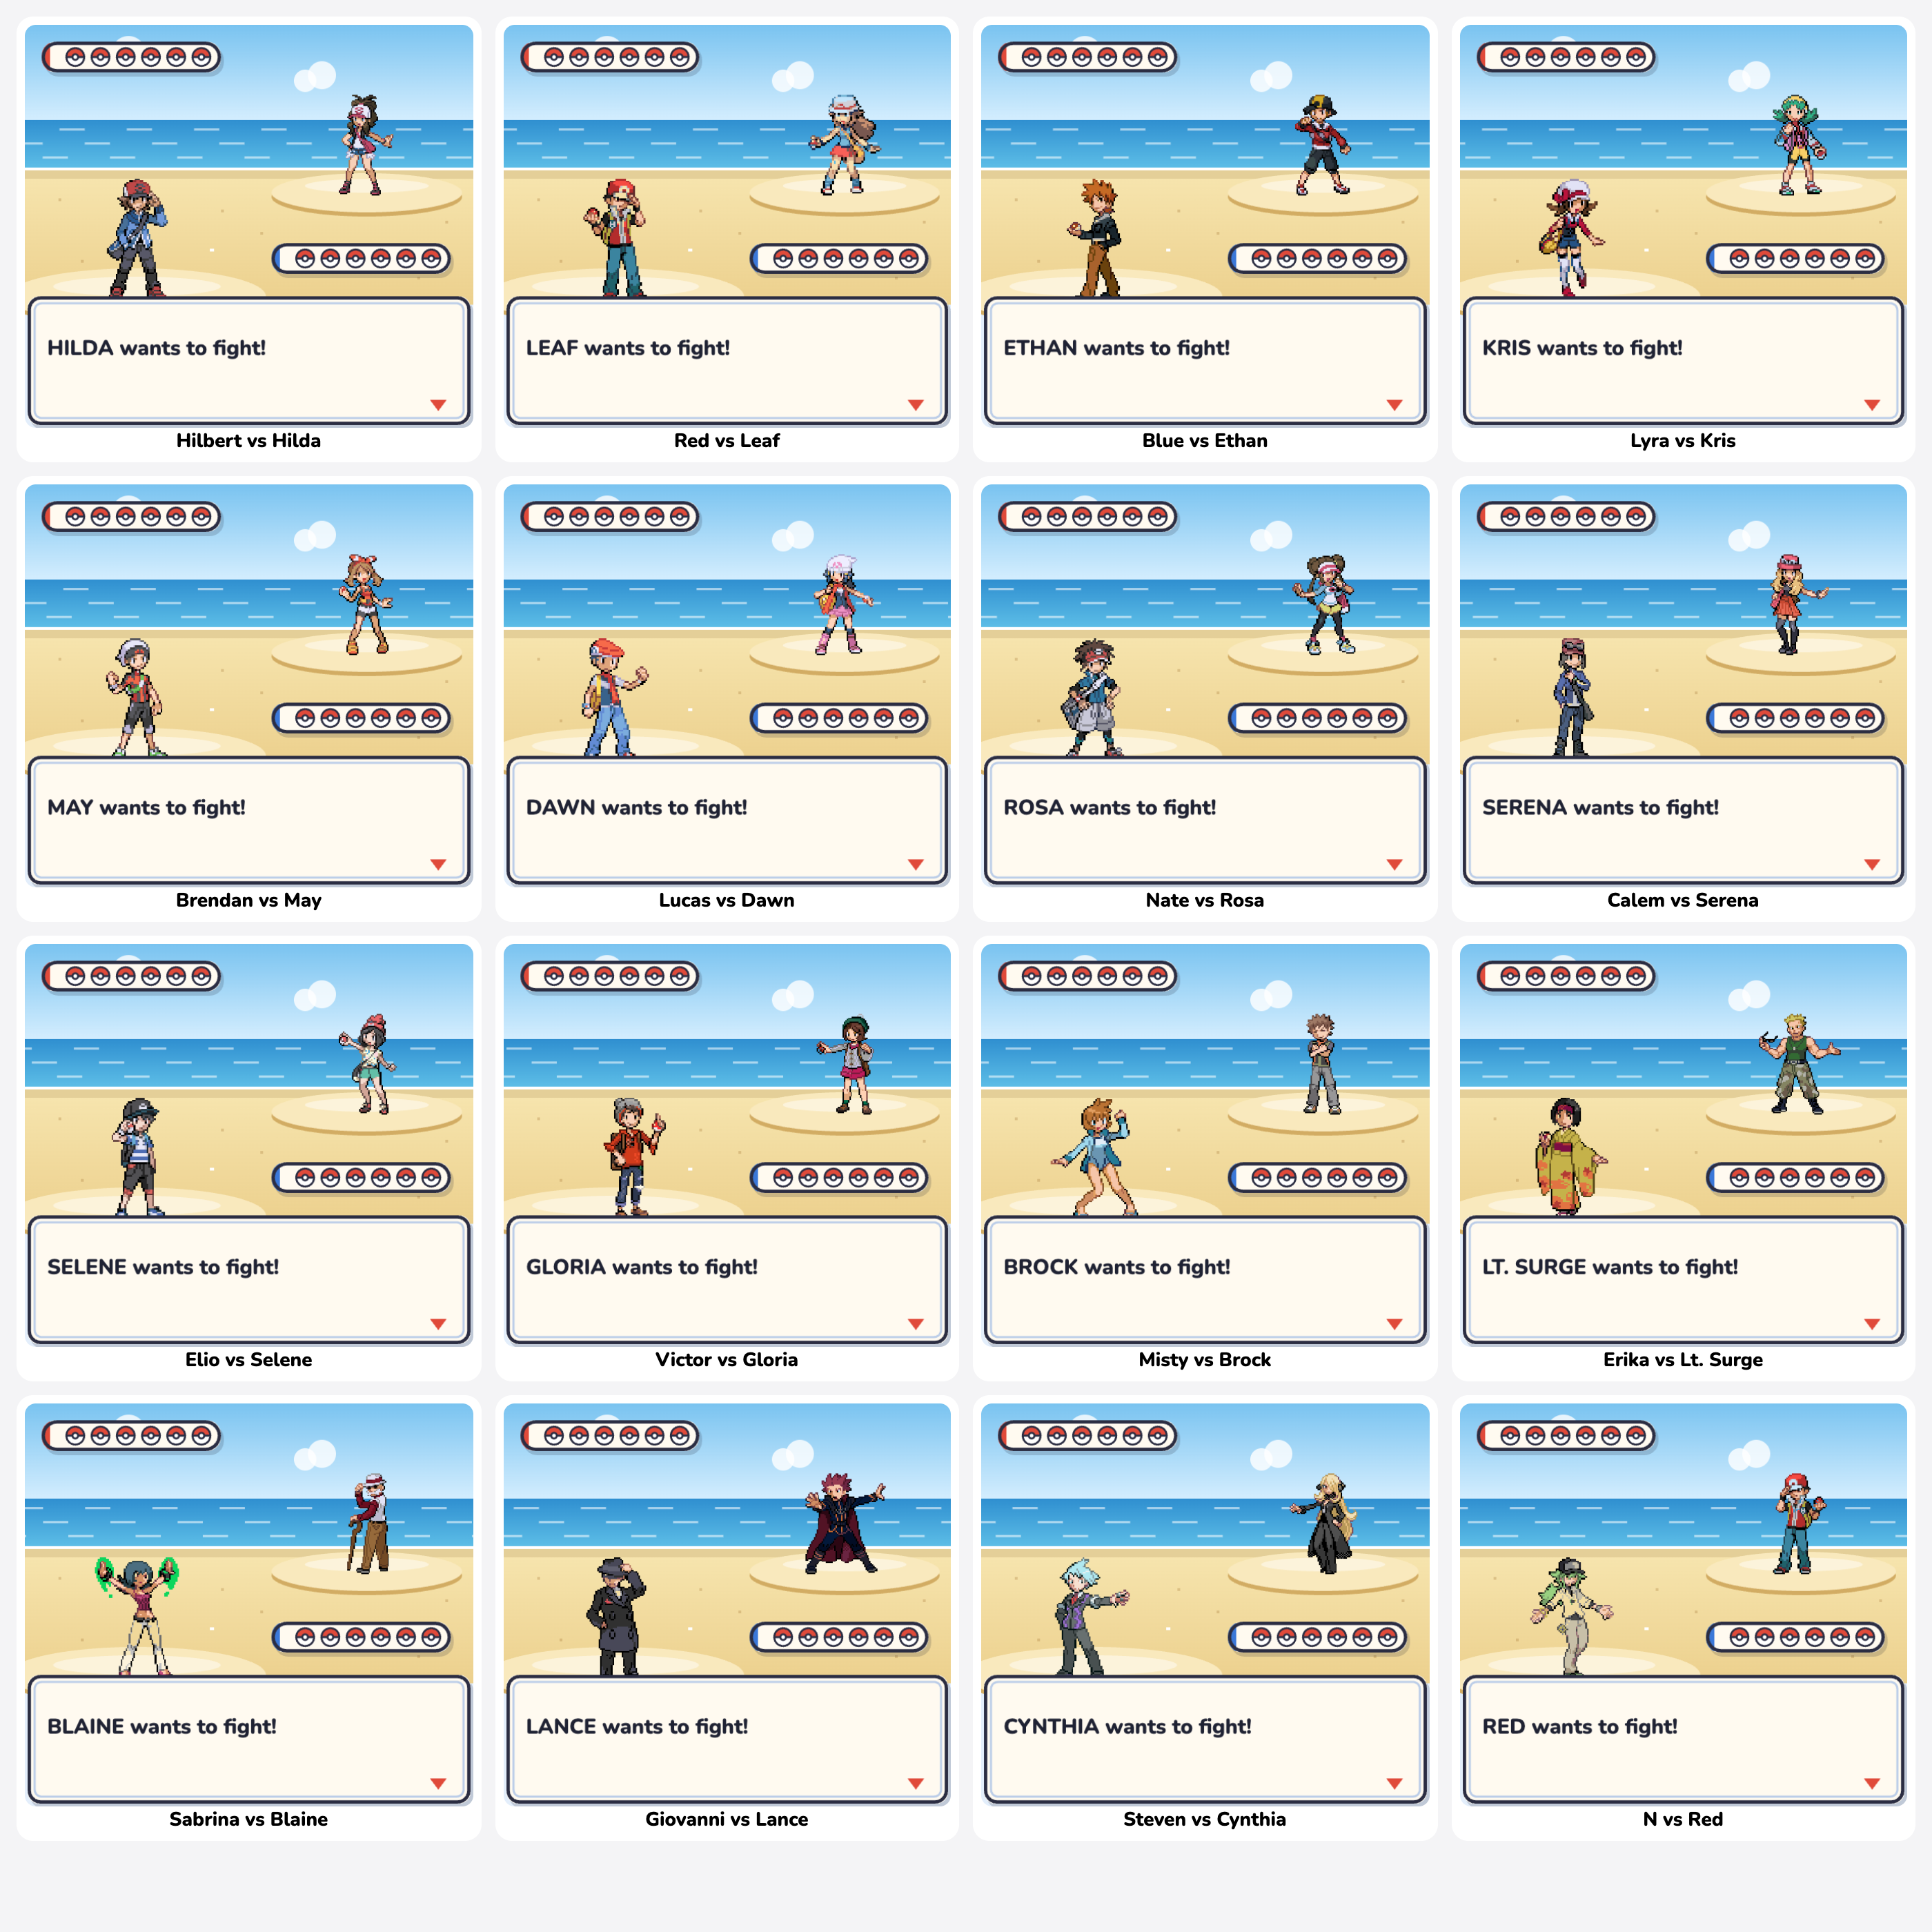 HILDA wants to fight!
Hilbert vs Hilda
LEAF wants to fight!
Red vs Leaf
ETHAN wants to fight!
Blue vs Ethan
KRIS wants to fight!
Lyra vs Kris
MAY wants to fight!
Brendan vs May
DAWN wants to fight!
Lucas vs Dawn
ROSA wants to fight!
Nate vs Rosa
SERENA wants to fight!
Calem vs Serena
SELENE wants to fight!
Elio vs Selene
GLORIA wants to fight!
Victor vs Gloria
BROCK wants to fight!
Misty vs Brock
LT. SURGE wants to fight!
Erika vs Lt. Surge
BLAINE wants to fight!
Sabrina vs Blaine
LANCE wants to fight!
Giovanni vs Lance
CYNTHIA wants to fight!
Steven vs Cynthia
RED wants to fight!
N vs Red